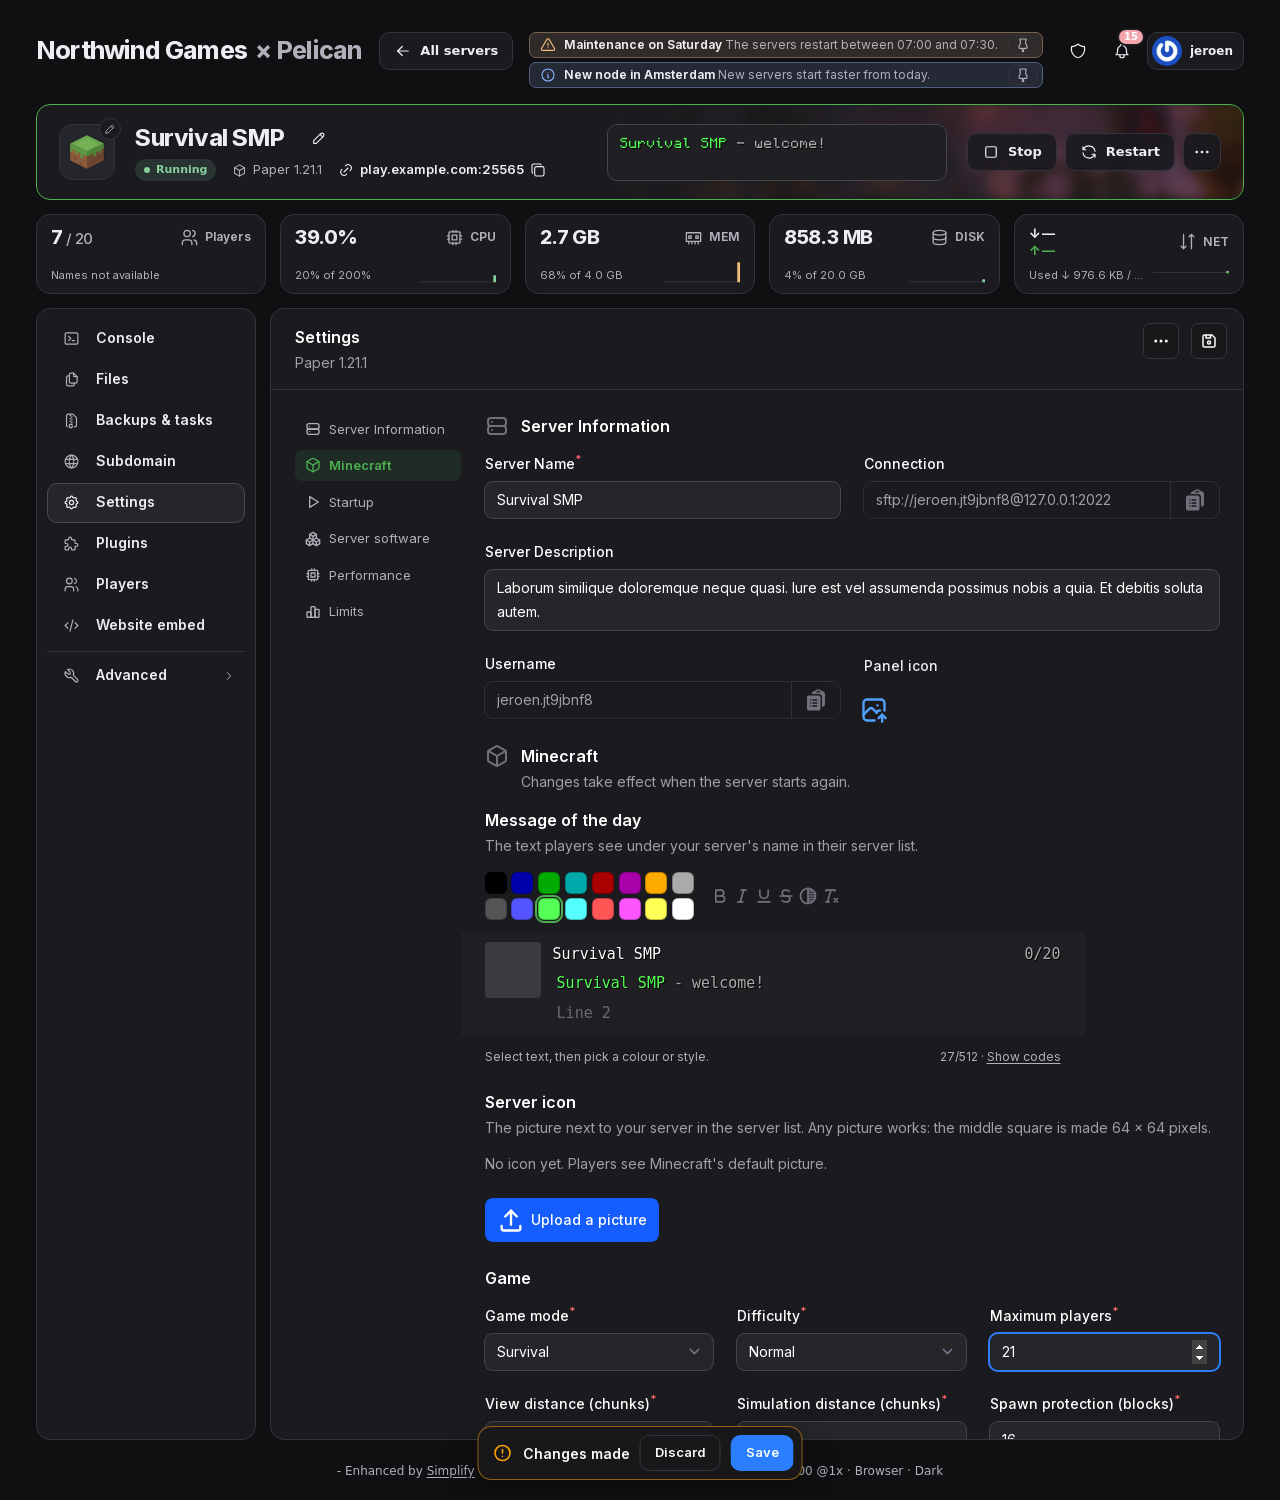 Northwind Games × Pelican
All servers
Maintenance on Saturday The servers restart between 07:00 and 07:30.
New node in Amsterdam New servers start faster from today.
15
jeroen
Survival SMP
Running
Paper 1.21.1
play.example.com:25565
Survival SMP - welcome!
Stop
Restart
7 / 20
Players
Names not available
39.0%
CPU
20% of 200%
2.7 GB
MEM
68% of 4.0 GB
858.3 MB
DISK
4% of 20.0 GB
↓—
↑—
NET
Used ↓ 976.6 KB / ...
Console
Files
Backups & tasks
Subdomain
Settings
Plugins
Players
Website embed
Advanced
Settings
Paper 1.21.1
Server Information
Minecraft
Startup
Server software
Performance
Limits
Server Information
Server Name*
Connection
Survival SMP
sftp://jeroen.jt9jbnf8@127.0.0.1:2022
Server Description
Laborum similique doloremque neque quasi. Iure est vel assumenda possimus nobis a quia. Et debitis soluta
autem.
Username
Panel icon
jeroen.jt9jbnf8
Minecraft
Changes take effect when the server starts again.
Message of the day
The text players see under your server's name in their server list.
Survival SMP
0/20
Survival SMP - welcome!
Line 2
Select text, then pick a colour or style.
27/512 · Show codes
Server icon
The picture next to your server in the server list. Any picture works: the middle square is made 64 × 64 pixels.
No icon yet. Players see Minecraft's default picture.
Upload a picture
Game
Game mode*
Difficulty*
Maximum players*
Survival
Normal
21
View distance (chunks)*
Simulation distance (chunks)*
Spawn protection (blocks)*
16
Changes made
Discard
Save
- Enhanced by Simplify
00 @1x · Browser · Dark